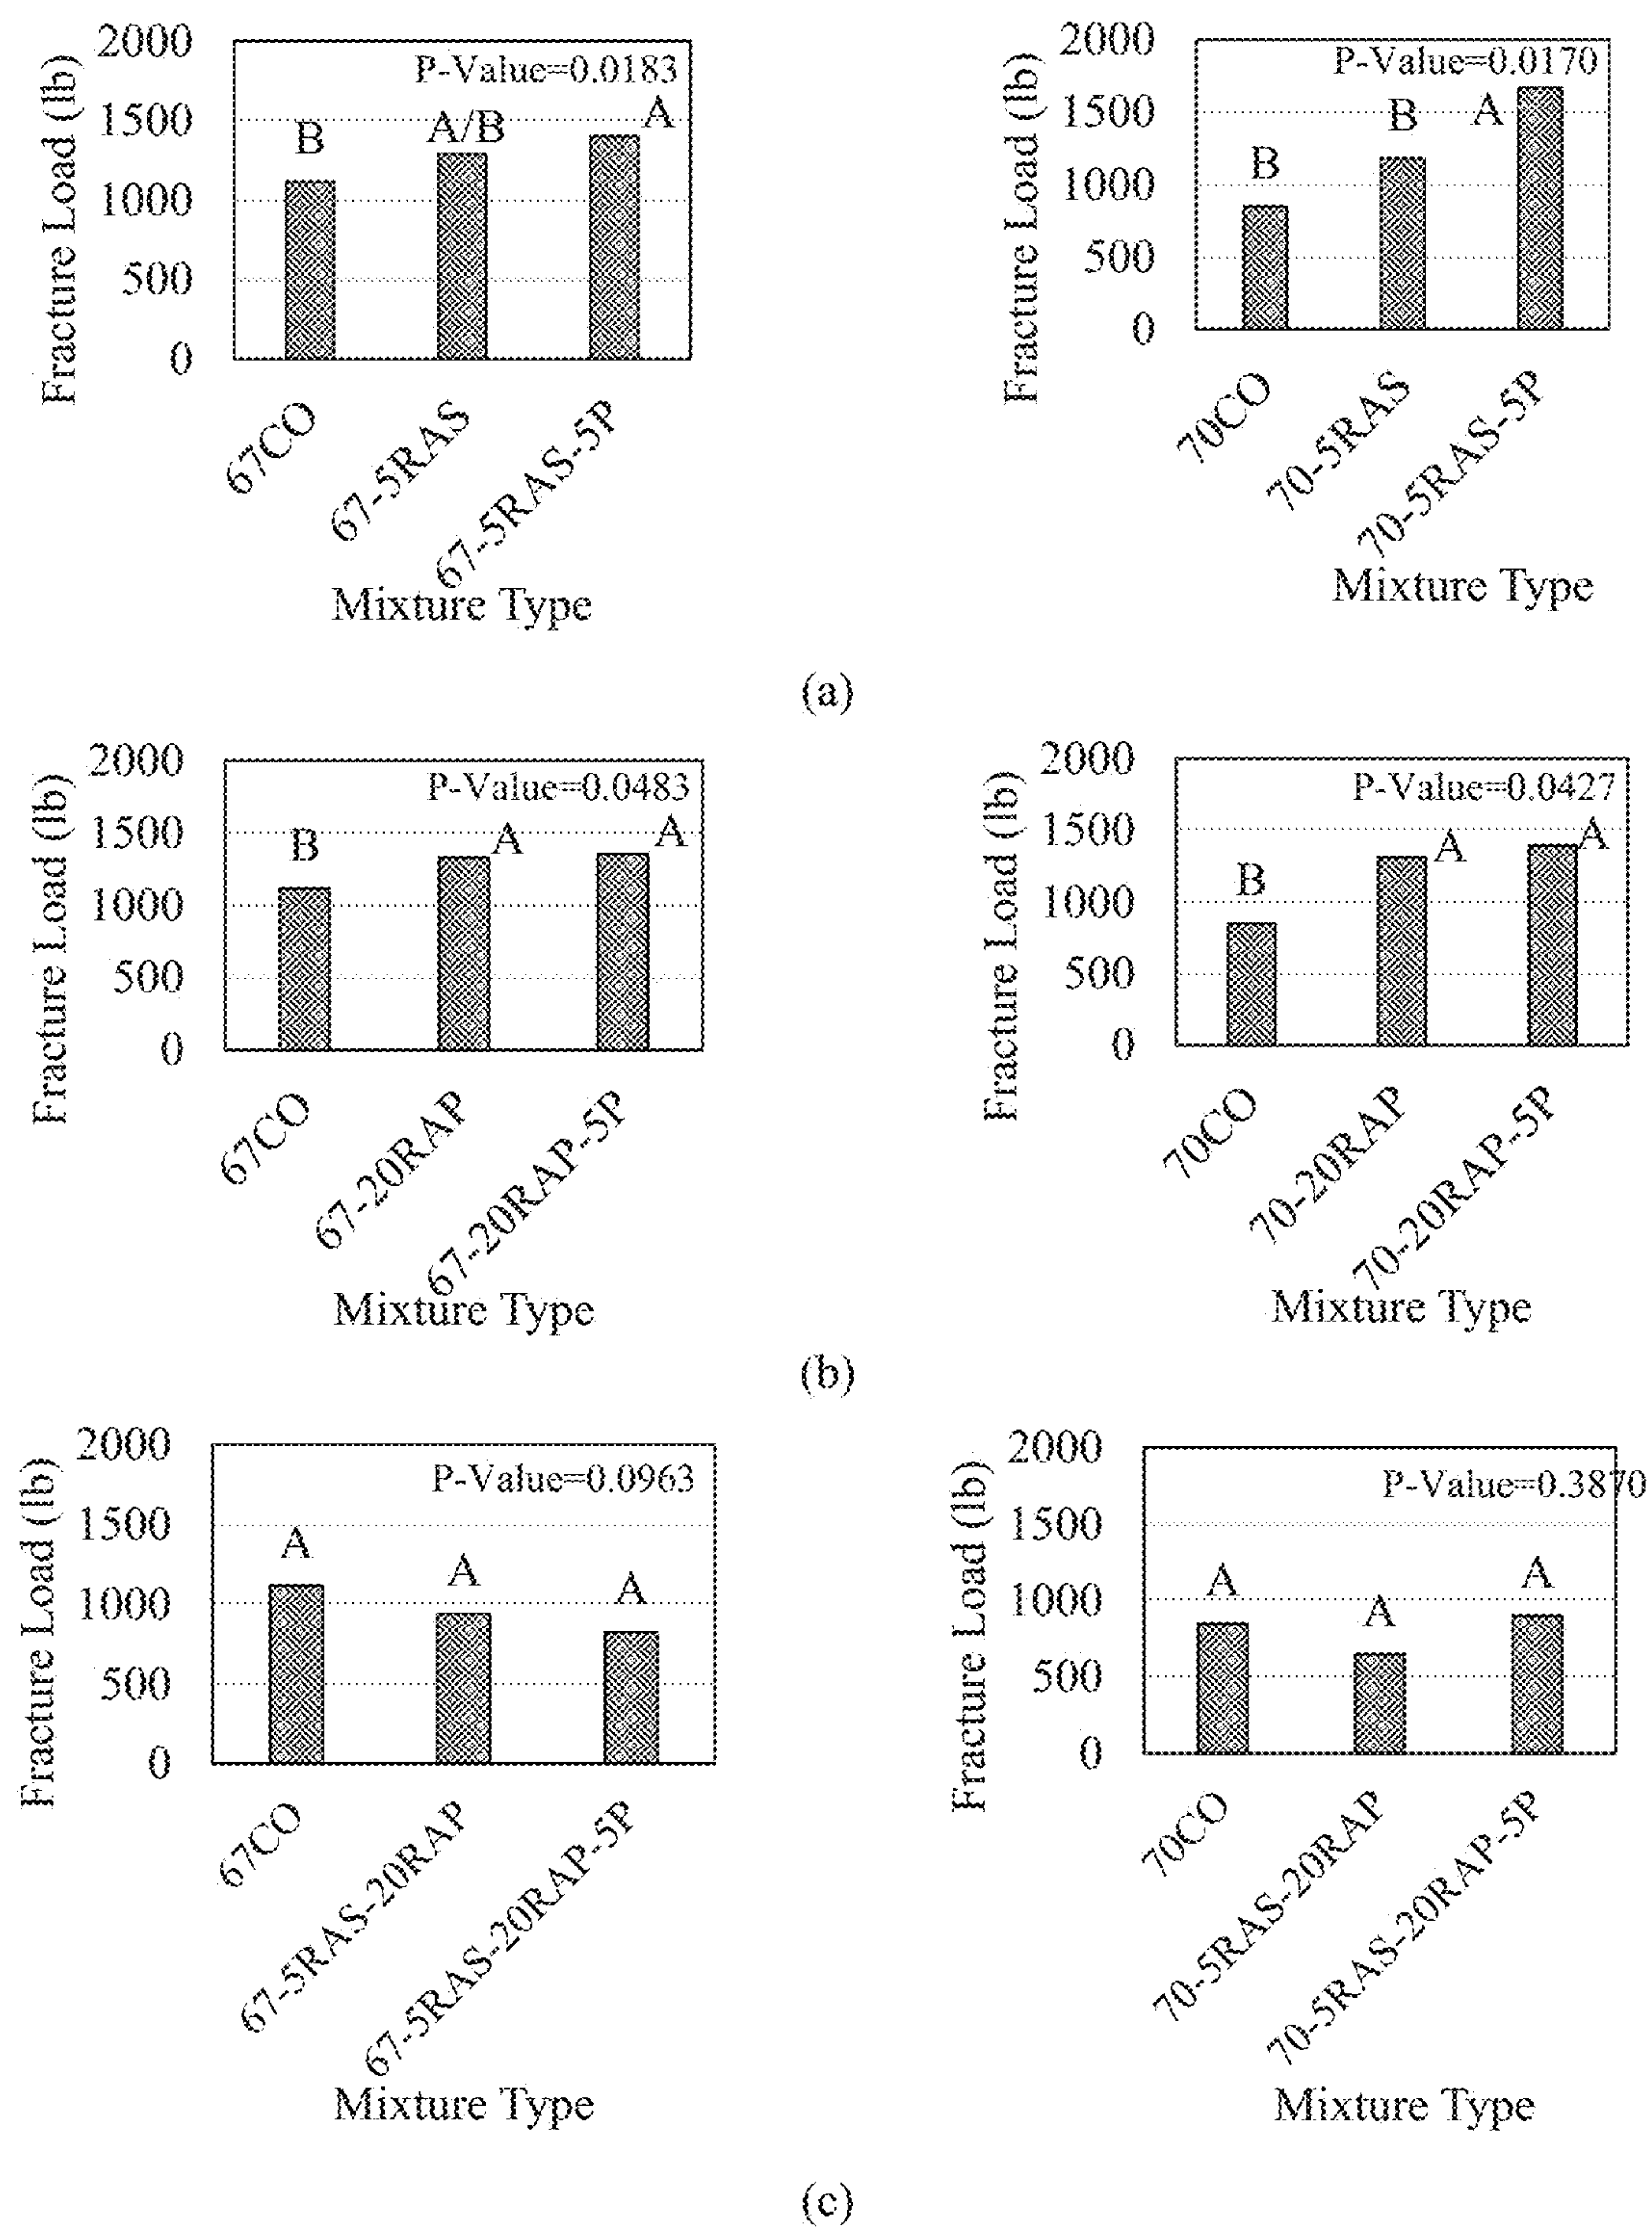 2000
P-Value=0.0183
1500
1000
500
0
B
A/B
A
Fracture Load (lb)
67CO
67-5RAS
67-5RAS-5P
Mixture Type
2000
P-Value=0.0170
1500
1000
500
0
B
B
A
Fracture Load (lb)
70CO
70-5RAS
70-5RAS-5P
Mixture Type
(a)
2000
P-Value=0.0483
1500
1000
500
0
B
A
A
Fracture Load (lb)
67CO
67-20RAP
67-20RAP-5P
Mixture Type
2000
P-Value=0.0427
1500
1000
500
0
B
A
A
Fracture Load (lb)
70CO
70-20RAP
70-20RAP-5P
Mixture Type
(b)
2000
P-Value=0.0963
1500
1000
500
0
A
A
A
Fracture Load (lb)
67CO
67-5RAS-20RAP
67-5RAS-20RAP-5P
Mixture Type
2000
P-Value=0.3870
1500
1000
500
0
A
A
A
Fracture Load (lb)
70CO
70-5RAS-20RAP
70-5RAS-20RAP-5P
Mixture Type
(c)